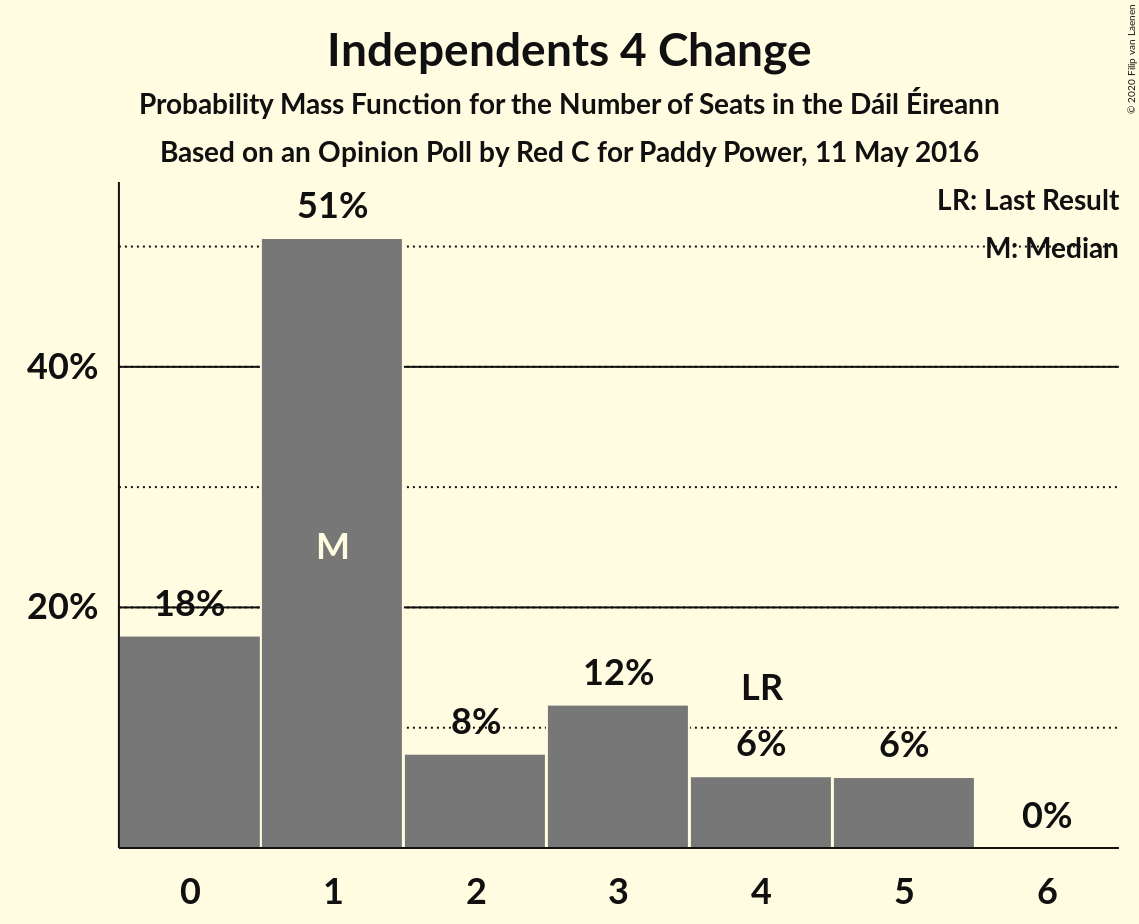 Independents 4 Change
Probability Mass Function for the Number of Seats in the Dáil Éireann
Based on an Opinion Poll by Red C for Paddy Power, 11 May 2016
© 2020 Filip van Laenen
LR: Last Result
M: Median
51%
40%
M
20%
18%
12%
LR
8%
6%
6%
0%
0 1 2 3 4 5 6